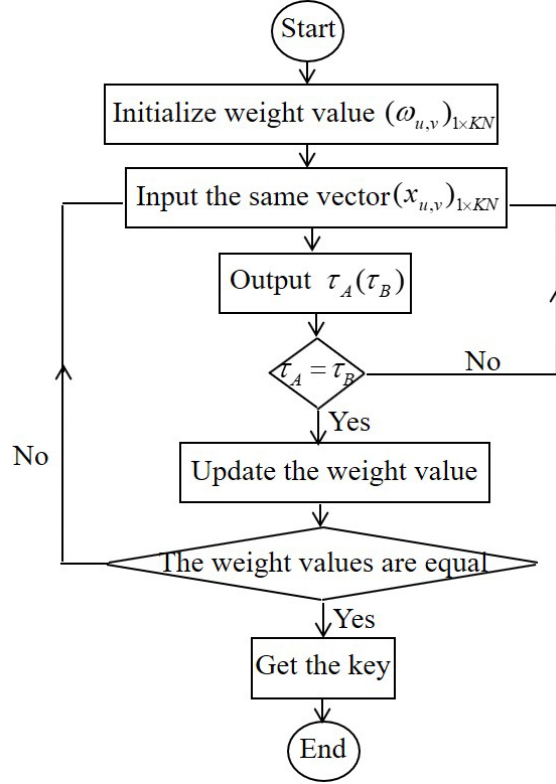 Start
Initialize weight value (ω_{u,v})_{1×KN}
Input the same vector(x_{u,v})_{1×KN}
Output τ_A(τ_B)
τ_A = τ_B
No
Yes
No
Update the weight value
The weight values are equal
Yes
Get the key
End